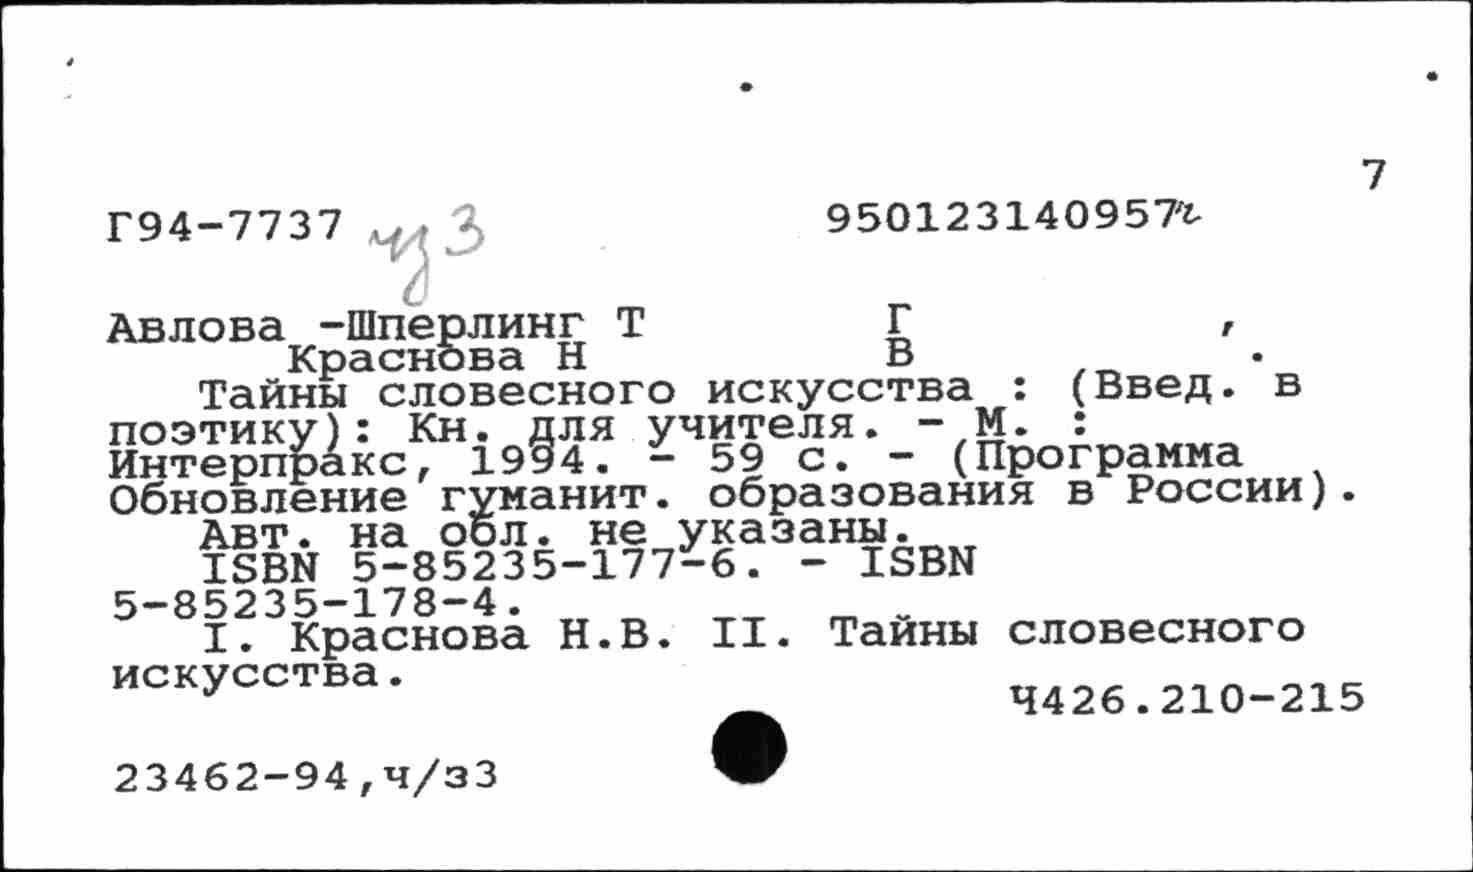 7
Г94-7737 чз3 950123140957г
Авлова -Шперлинг Т Г ,
Краснова Н В .
Тайны словесного искусства : (Введ. в
поэтику): Кн. для учителя. - М. :
Интерпракс, 1994. - 59 с. - (Программа
Обновление гуманит. образования в России).
Авт. на обл. не указаны.
ISBN 5-85235-177-6. - ISBN
5-85235-178-4.
I. Краснова Н.В. II. Тайны словесного
искусства.
Ч426.210-215
23462-94,ч/з3